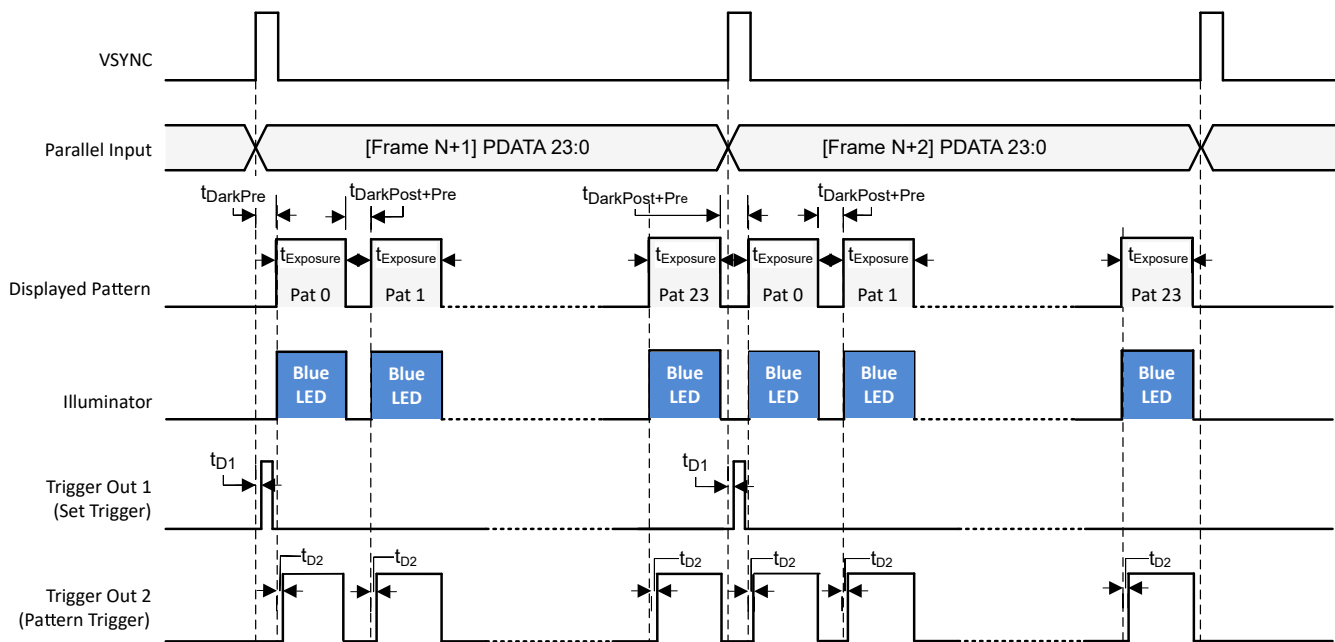 VSYNC
Parallel Input
[Frame N+1] PDATA 23:0
[Frame N+2] PDATA 23:0
tDarkPre
tDarkPost+Pre
tDarkPost+Pre
tDarkPost+Pre
Displayed Pattern
tExposure
tExposure
tExposure
tExposure
tExposure
tExposure
Pat 0
Pat 1
Pat 23
Pat 0
Pat 1
Pat 23
Illuminator
Blue
LED
Blue
LED
Blue
LED
Blue
LED
Blue
LED
Blue
LED
tD1
tD1
Trigger Out 1
(Set Trigger)
tD2
tD2
tD2
tD2
tD2
tD2
Trigger Out 2
(Pattern Trigger)